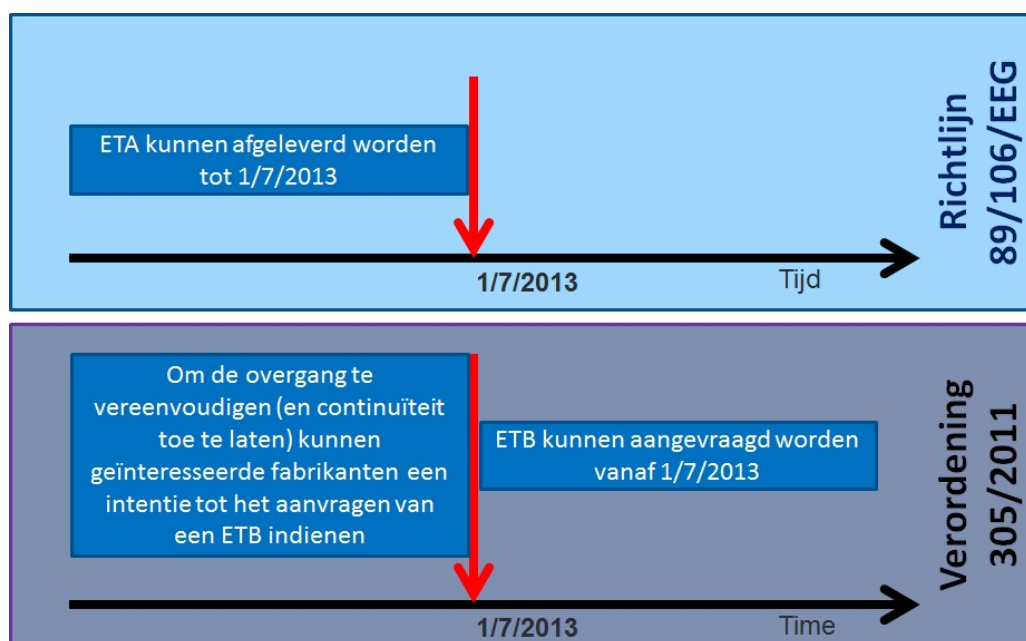 ETA kunnen afgeleverd worden
tot 1/7/2013
1/7/2013
Tijd
Richtlijn
89/106/EEG
Om de overgang te
vereenvoudigen (en continuïteit
toe te laten) kunnen
geïnteresseerde fabrikanten een
intentie tot het aanvragen van
een ETB indienen
ETB kunnen aangevraagd worden
vanaf 1/7/2013
1/7/2013
Time
Verordening
305/2011